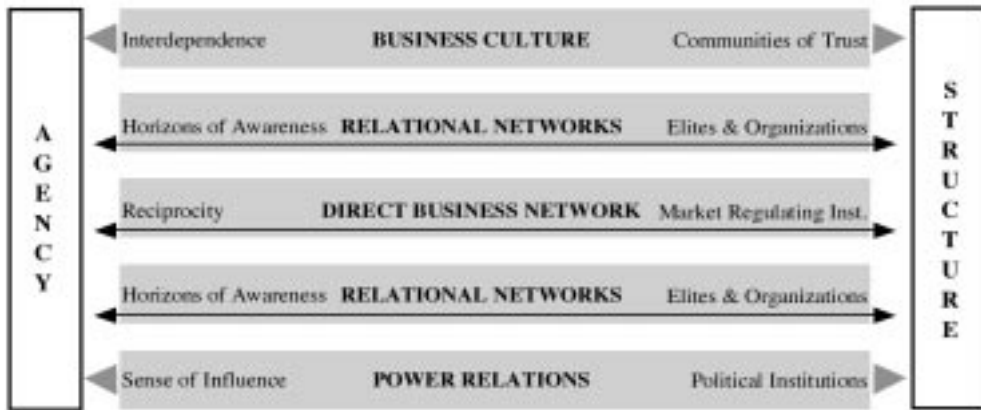 AGENCY
Interdependence BUSINESS CULTURE Communities of Trust
Horizons of Awareness RELATIONAL NETWORKS Elites & Organizations
Reciprocity DIRECT BUSINESS NETWORK Market Regulating Inst.
Horizons of Awareness RELATIONAL NETWORKS Elites & Organizations
Sense of Influence POWER RELATIONS Political Institutions
STRUCTURE